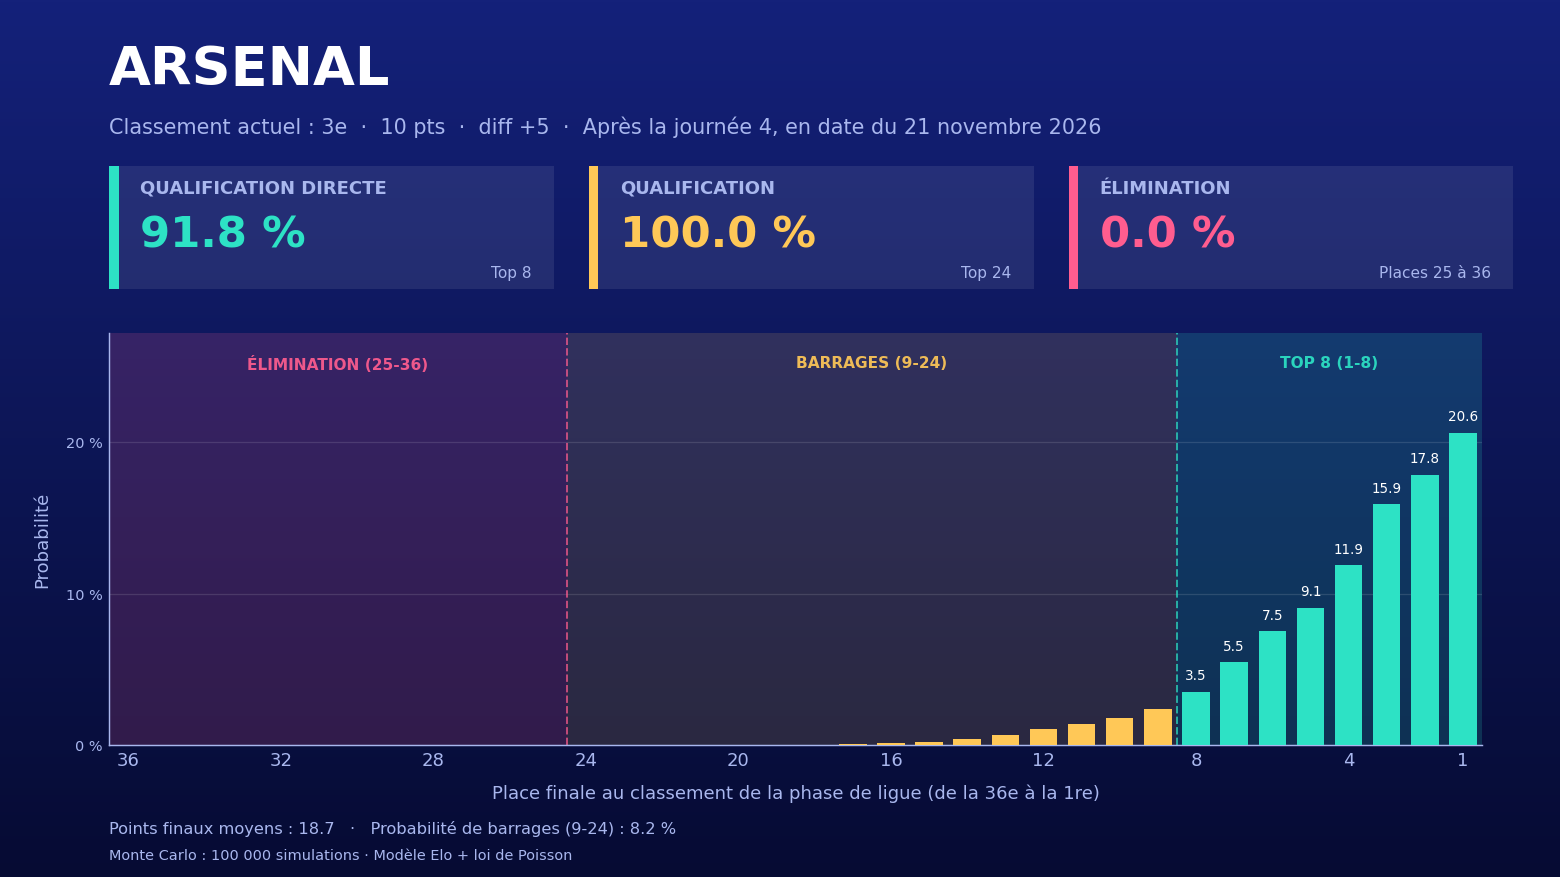 ARSENAL
Classement actuel : 3e · 10 pts · diff +5 · Après la journée 4, en date du 21 novembre 2026
QUALIFICATION DIRECTE
91.8 %
Top 8
QUALIFICATION
100.0 %
Top 24
ÉLIMINATION
0.0 %
Places 25 à 36
ÉLIMINATION (25-36)
BARRAGES (9-24)
TOP 8 (1-8)
Probabilité
20 %
10 %
0 %
3.5
5.5
7.5
9.1
11.9
15.9
17.8
20.6
36 32 28 24 20 16 12 8 4 1
Place finale au classement de la phase de ligue (de la 36e à la 1re)
Points finaux moyens : 18.7 · Probabilité de barrages (9-24) : 8.2 %
Monte Carlo : 100 000 simulations · Modèle Elo + loi de Poisson